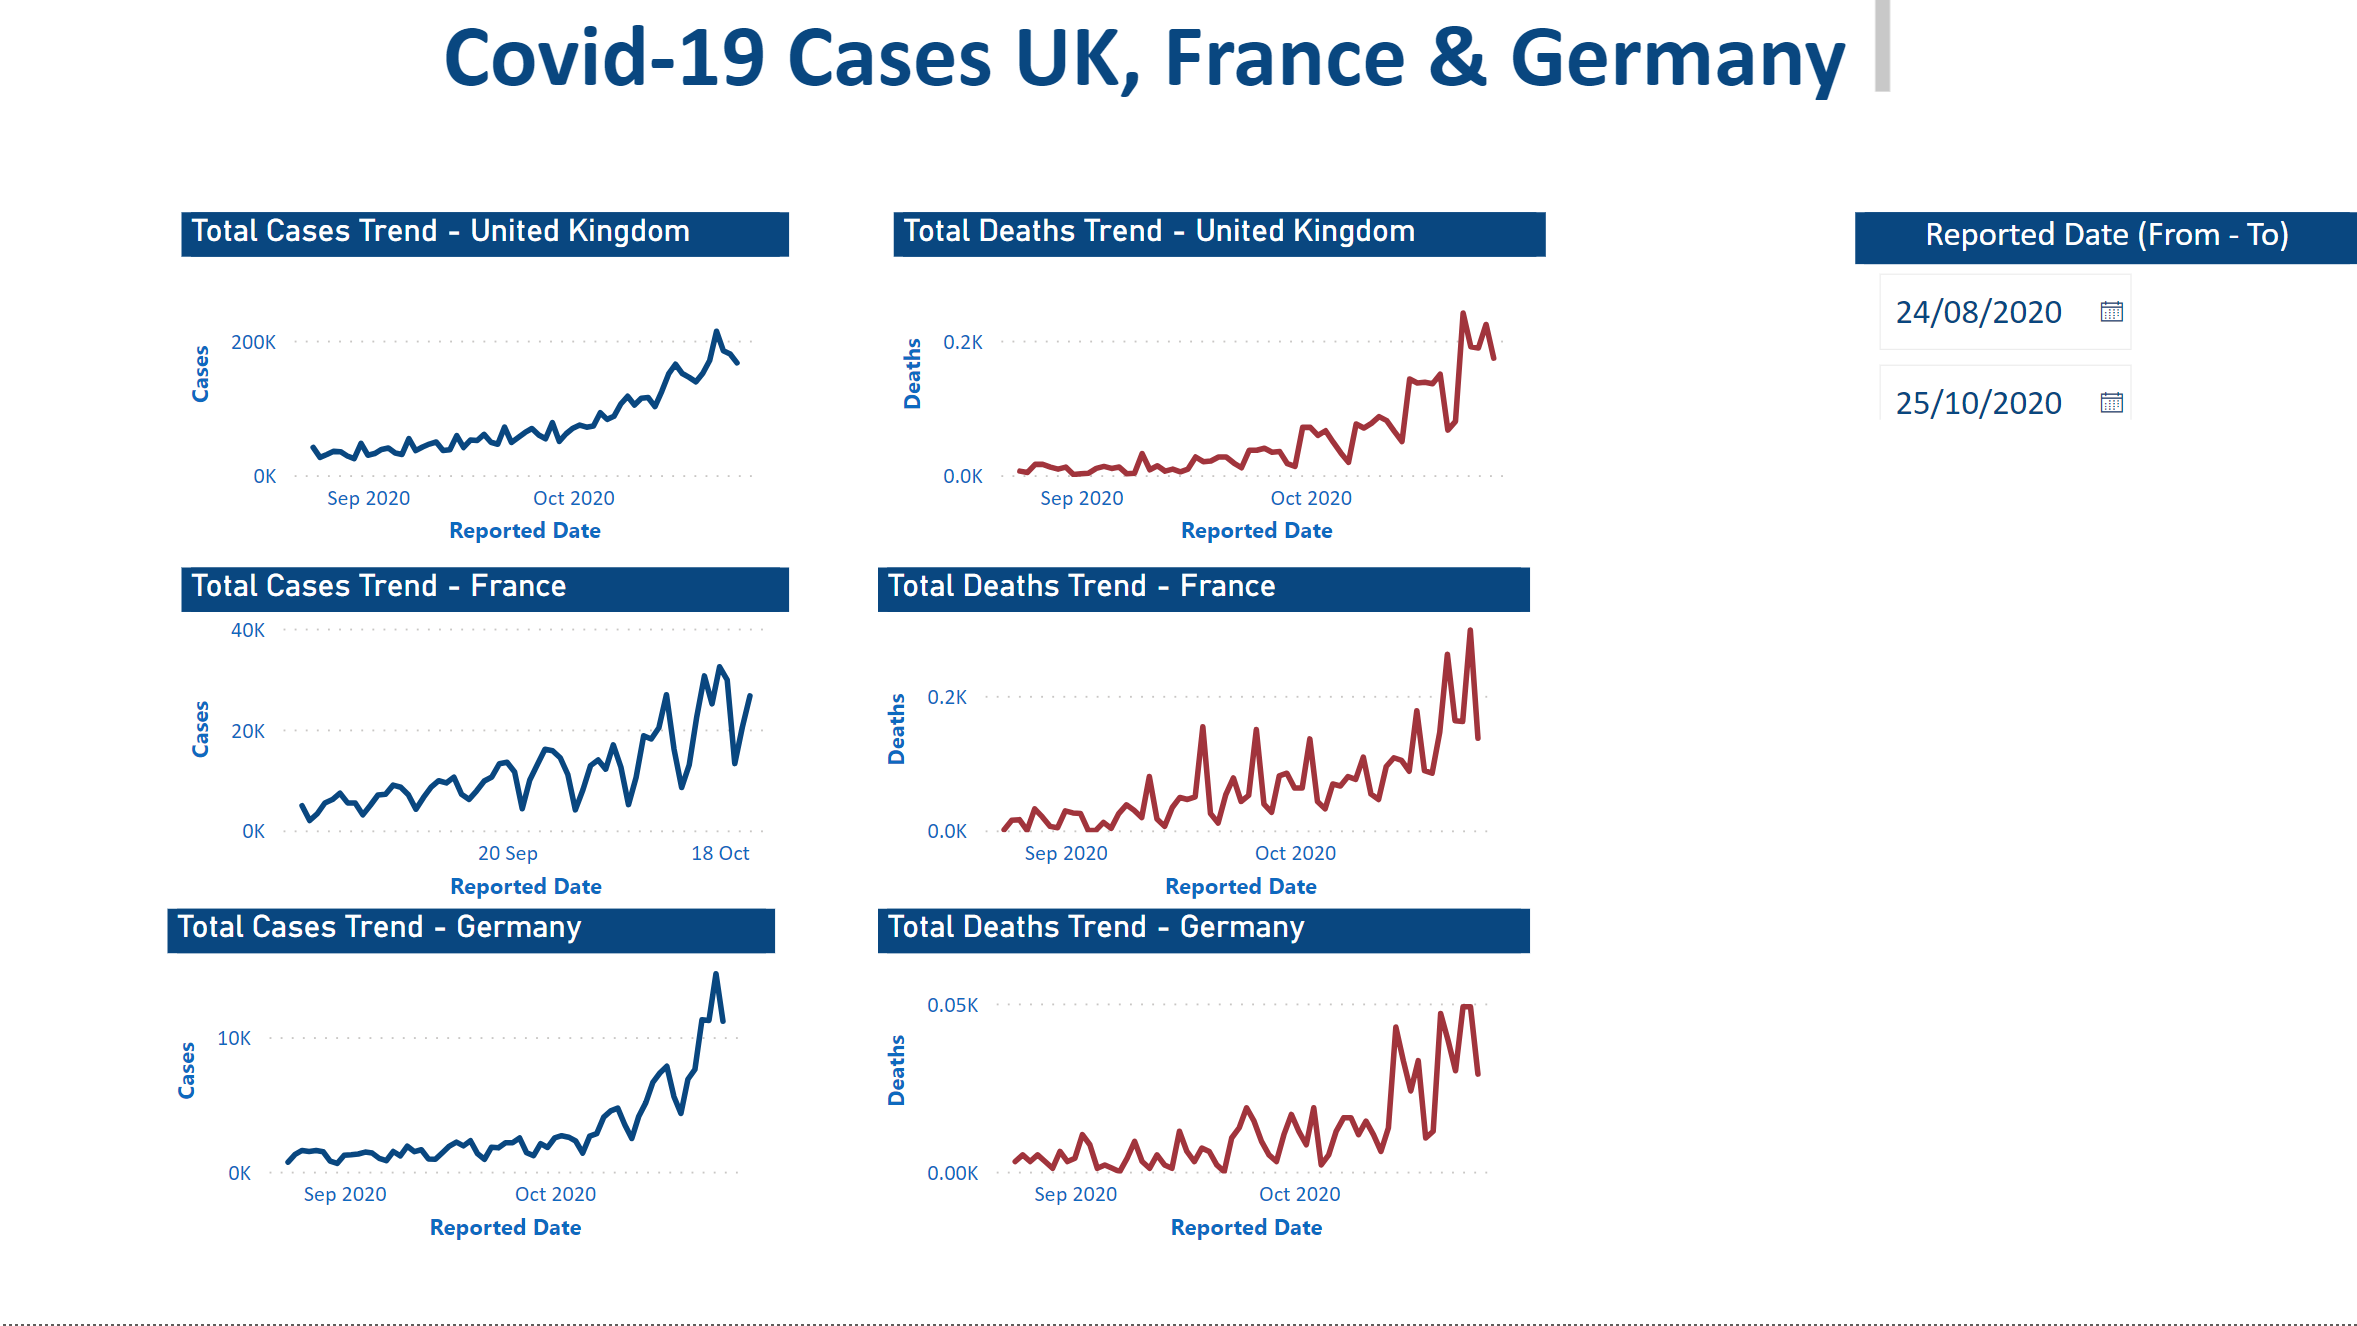 Covid-19 Cases UK, France & Germany
Total Cases Trend - United Kingdom
200K
0K
Cases
Sep 2020
Oct 2020
Reported Date
Total Deaths Trend - United Kingdom
0.2K
0.0K
Deaths
Sep 2020
Oct 2020
Reported Date
Reported Date (From - To)
24/08/2020
25/10/2020
Total Cases Trend - France
40K
20K
0K
Cases
20 Sep
18 Oct
Reported Date
Total Deaths Trend - France
0.2K
0.0K
Deaths
Sep 2020
Oct 2020
Reported Date
Total Cases Trend - Germany
10K
0K
Cases
Sep 2020
Oct 2020
Reported Date
Total Deaths Trend - Germany
0.05K
0.00K
Deaths
Sep 2020
Oct 2020
Reported Date